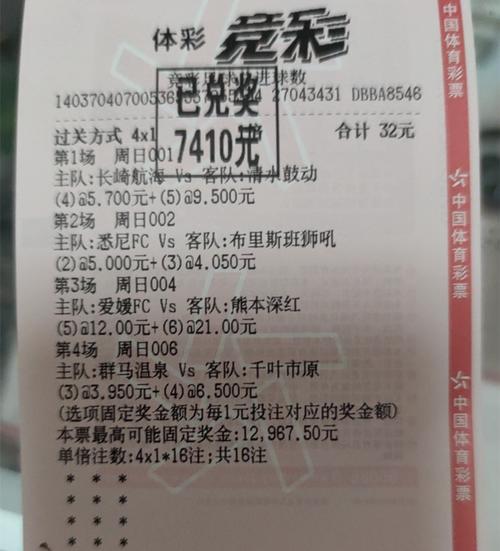 体彩 竞彩
竞彩足球 进球数
27043431 DBBA8546
已兑奖
7410元
过关方式 4x1 倍 合计 32元
第1场 周日001
主队:长崎航海 Vs 客队:清水鼓动
(4)@5.700元+(5)@9.500元
第2场 周日002
主队:悉尼FC Vs 客队:布里斯班狮吼
(2)@5.000元+(3)@4.050元
第3场 周日004
主队:爱媛FC Vs 客队:熊本深红
(5)@12.00元+(6)@21.00元
第4场 周日006
主队:群马温泉 Vs 客队:千叶市原
(3)@3.950元+(4)@6.500元
(选项固定奖金额为每1元投注对应的奖金额)
本票最高可能固定奖金:12,967.50元
单倍注数:4x1*16注;共16注
* * *
* * *
* * *
* * *
中国体育彩票
中国体育彩票
中国体育彩票